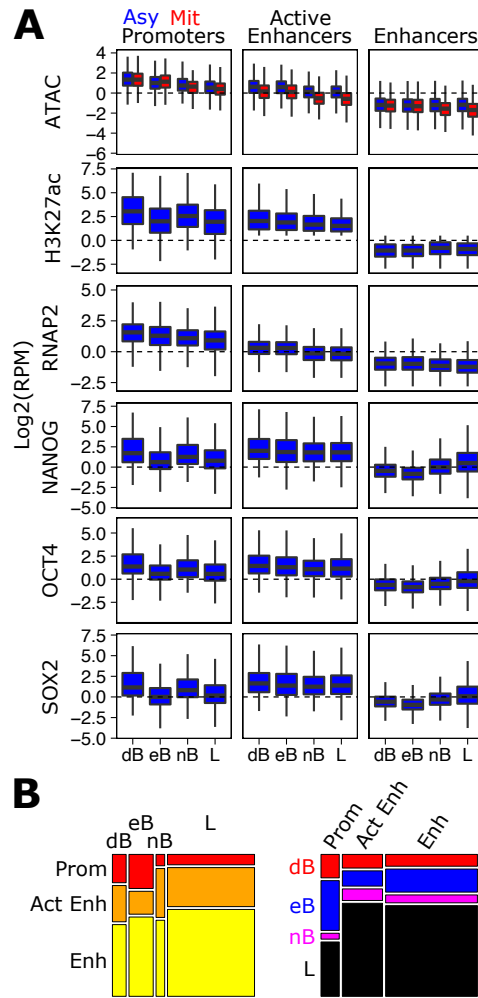 A
Asy Mit
Promoters
Active
Enhancers
Enhancers
Log2(RPM)
ATAC
4
2
0
−2
−4
−6
H3K27ac
7.5
5.0
2.5
0.0
−2.5
RNAP2
5.0
2.5
0.0
−2.5
NANOG
7.5
5.0
2.5
0.0
−2.5
−5.0
OCT4
5.0
2.5
0.0
−2.5
SOX2
7.5
5.0
2.5
0.0
−2.5
−5.0
dB eB nB L
dB eB nB L
dB eB nB L
B
dB eB nB L
Prom
Act Enh
Enh
Prom Act Enh Enh
dB
eB
nB
L